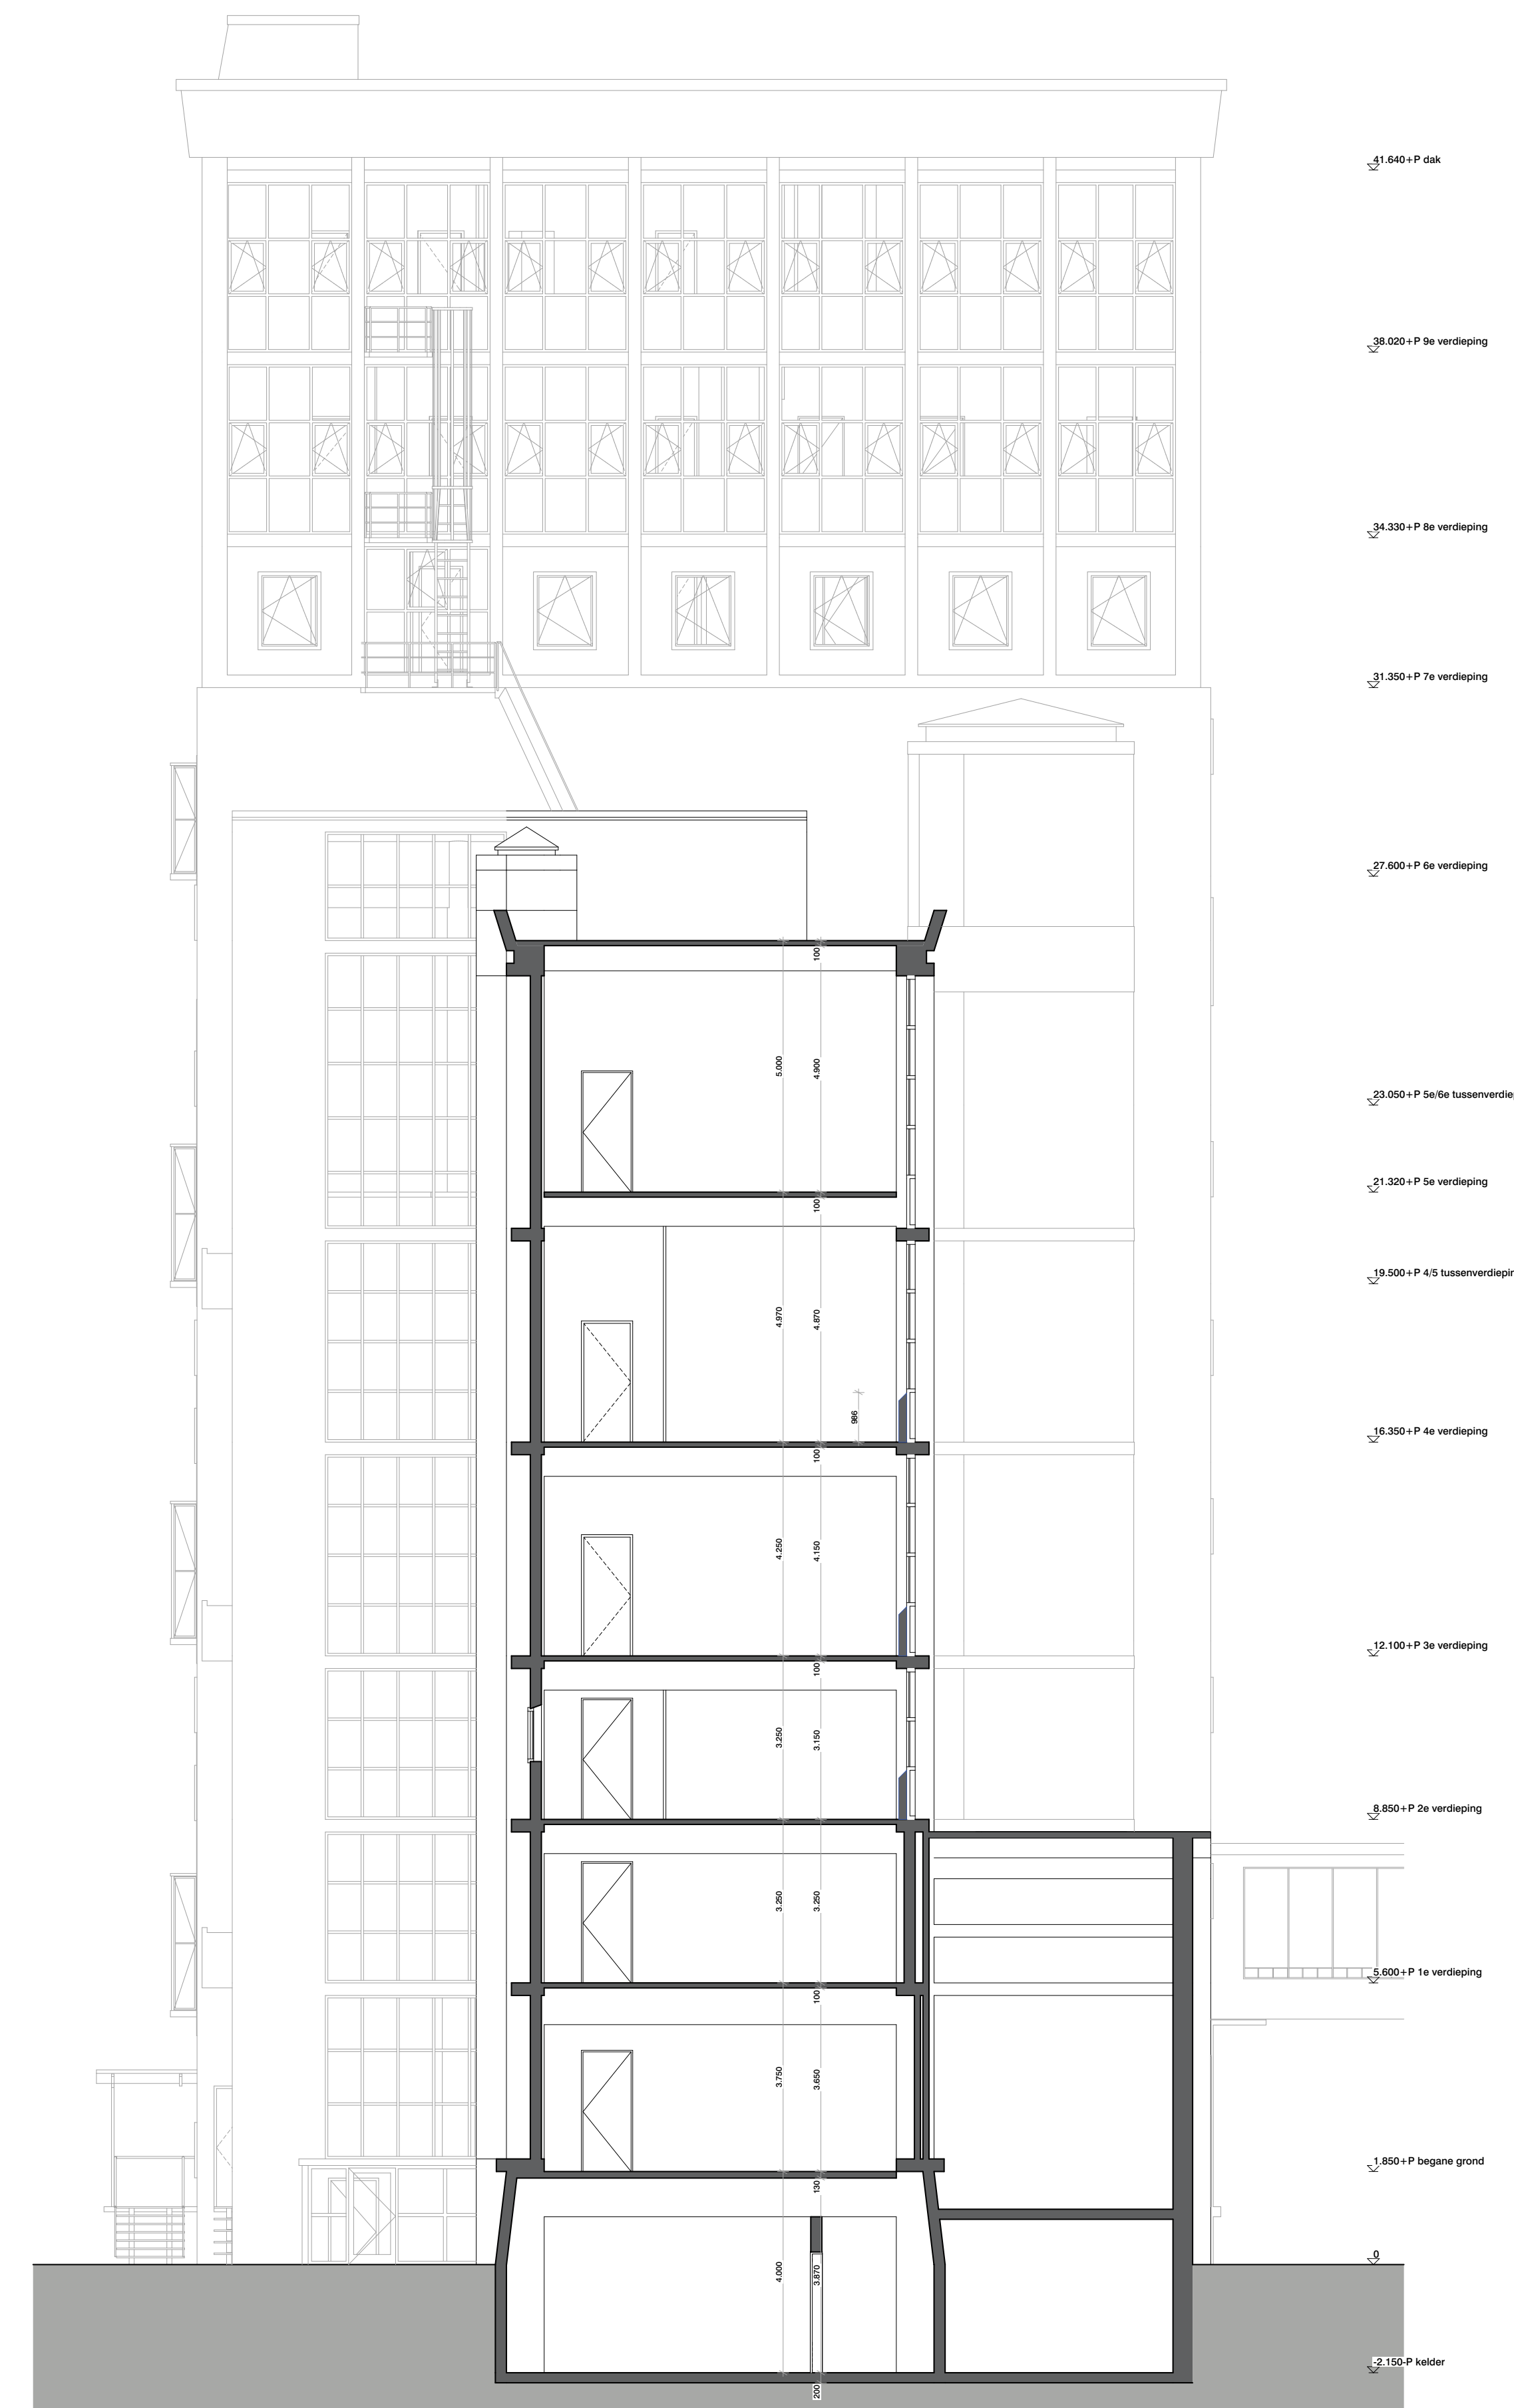 41.640+P dak
38.020+P 9e verdieping
34.330+P 8e verdieping
31.350+P 7e verdieping
27.600+P 6e verdieping
100
5.000
4.900
23.050+P 5e/6e tussenverdie
21.320+P 5e verdieping
100
19.500+P 4/5 tussenverdiepin
4.970
4.870
986
16.350+P 4e verdieping
100
4.250
4.150
12.100+P 3e verdieping
100
3.250
3.150
8.850+P 2e verdieping
3.250
3.250
5.600+P 1e verdieping
100
3.750
3.650
1.850+P begane grond
130
0
4.000
3.870
-2.150-P kelder
200